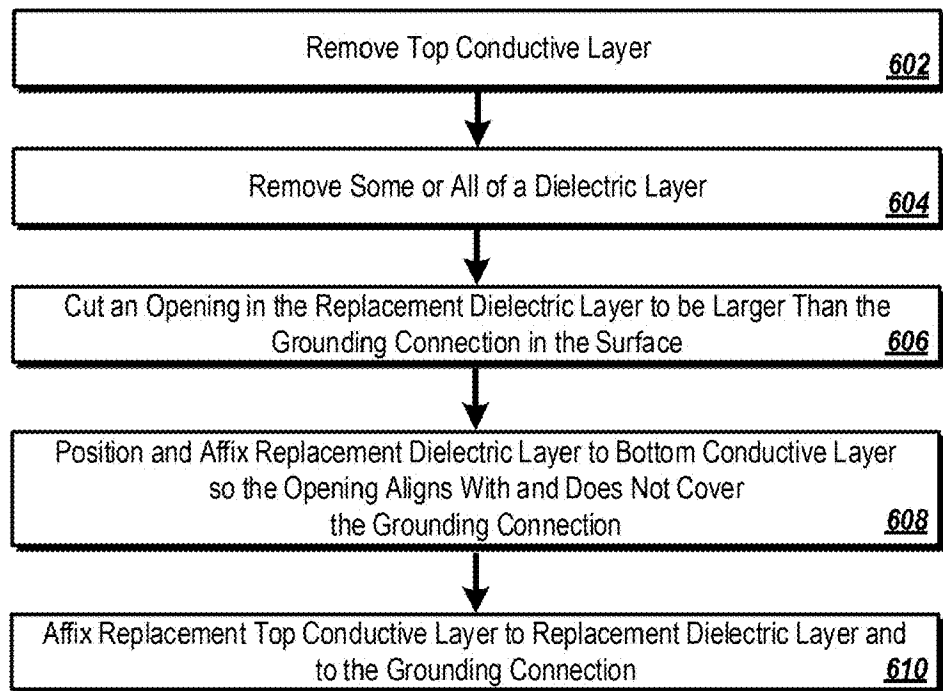 Remove Top Conductive Layer
602
Remove Some or All of a Dielectric Layer
604
Cut an Opening in the Replacement Dielectric Layer to be Larger Than the
Grounding Connection in the Surface
606
Position and Affix Replacement Dielectric Layer to Bottom Conductive Layer
so the Opening Aligns With and Does Not Cover
the Grounding Connection
608
Affix Replacement Top Conductive Layer to Replacement Dielectric Layer and
to the Grounding Connection
610